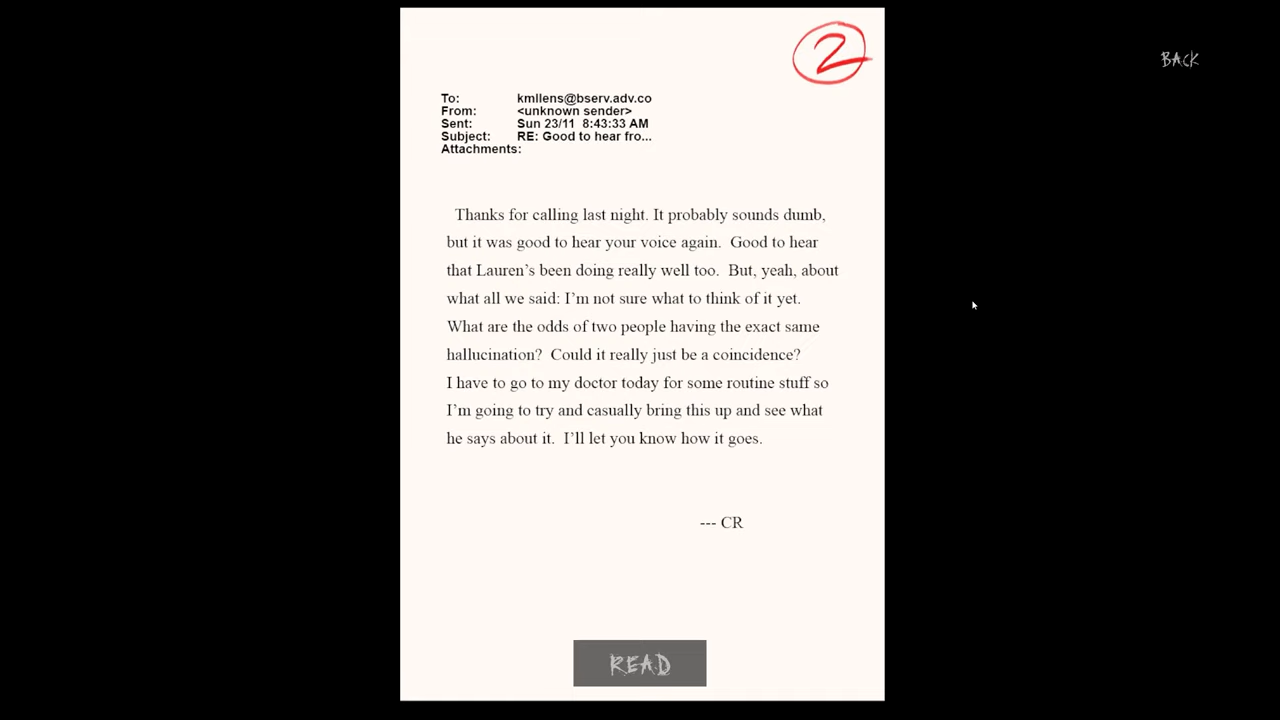 2
BACK
To: kmllens@bserv.adv.co
From: <unknown sender>
Sent: Sun 23/11 8:43:33 AM
Subject: RE: Good to hear fro...
Attachments:
Thanks for calling last night. It probably sounds dumb,
but it was good to hear your voice again. Good to hear
that Lauren's been doing really well too. But, yeah, about
what all we said: I'm not sure what to think of it yet.
What are the odds of two people having the exact same
hallucination? Could it really just be a coincidence?
I have to go to my doctor today for some routine stuff so
I'm going to try and casually bring this up and see what
he says about it. I'll let you know how it goes.
--- CR
READ